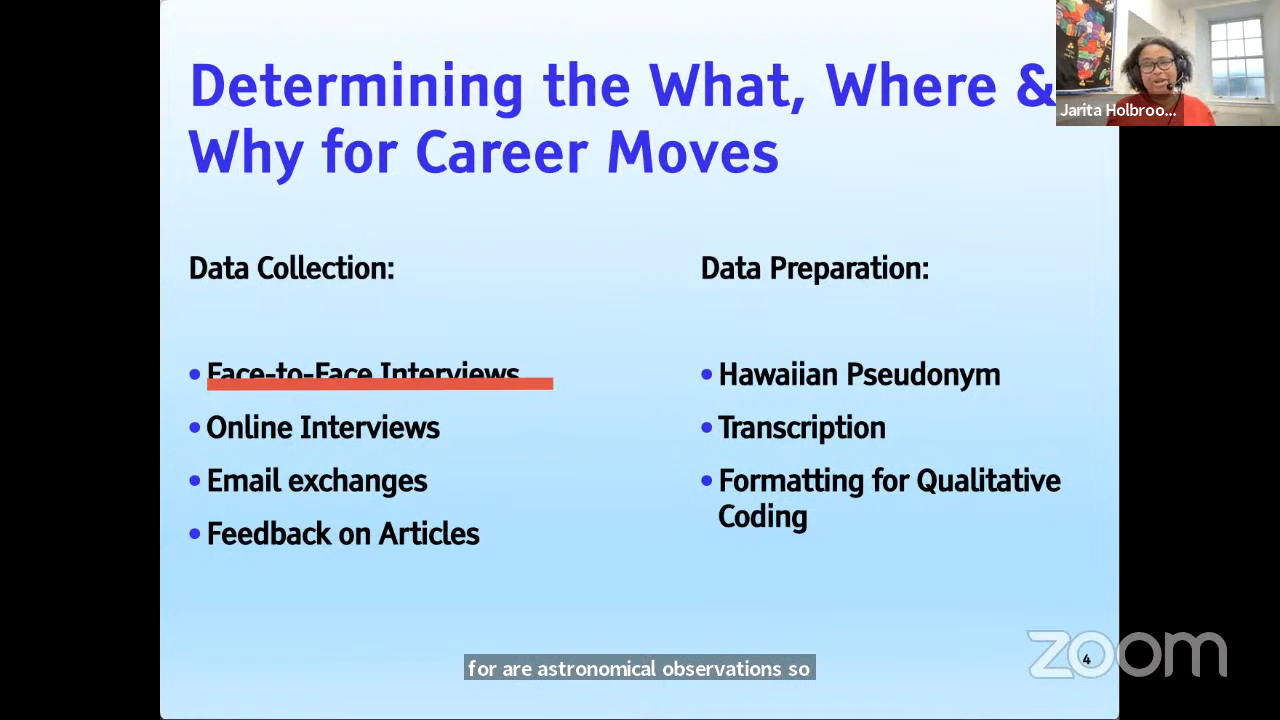 Determining the What, Where &
Why for Career Moves
Jarita Holbroo...
Data Collection:
• Face-to-Face Interviews
• Online Interviews
• Email exchanges
• Feedback on Articles
Data Preparation:
• Hawaiian Pseudonym
• Transcription
• Formatting for Qualitative
Coding
for are astronomical observations so
zoom
4